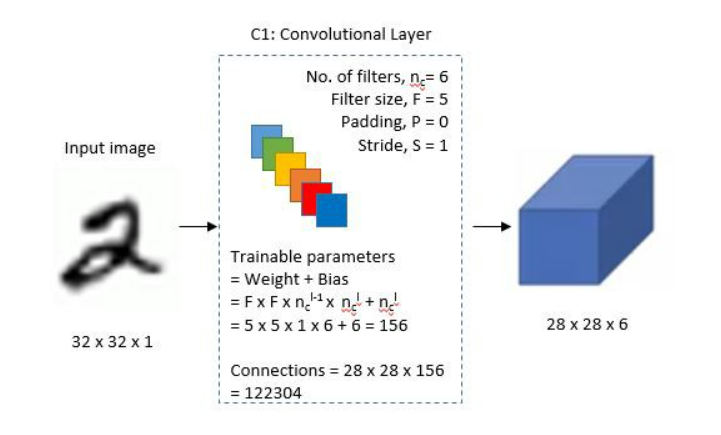 C1: Convolutional Layer
No. of filters, n_c= 6
Filter size, F = 5
Padding, P = 0
Stride, S = 1
Input image
2
Trainable parameters
= Weight + Bias
= F x F x n_c^l-1 x n_c^l + n_c^l
= 5 x 5 x 1 x 6 + 6 = 156
32 x 32 x 1
28 x 28 x 6
Connections = 28 x 28 x 156
= 122304